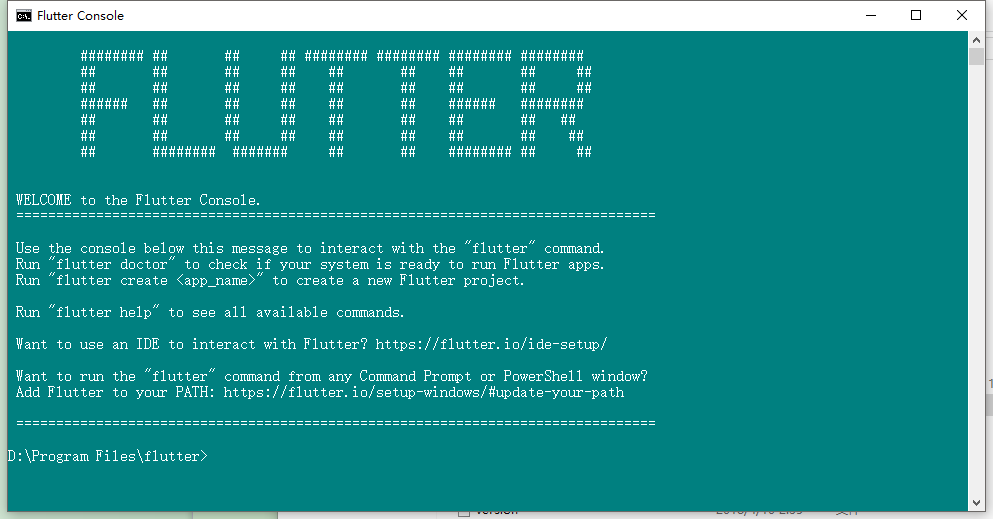 Flutter Console
######## ##       ##     ## ######## ######## ######## ########
##       ##       ##     ##    ##       ##    ##       ##     ##
##       ##       ##     ##    ##       ##    ##       ##     ##
######   ##       ##     ##    ##       ##    ######   ########
##       ##       ##     ##    ##       ##    ##       ##   ##
##       ##       ##     ##    ##       ##    ##       ##    ##
##       ########  #######     ##       ##    ######## ##     ##
WELCOME to the Flutter Console.
================================================================================
Use the console below this message to interact with the "flutter" command.
Run "flutter doctor" to check if your system is ready to run Flutter apps.
Run "flutter create <app_name>" to create a new Flutter project.
Run "flutter help" to see all available commands.
Want to use an IDE to interact with Flutter? https://flutter.io/ide-setup/
Want to run the "flutter" command from any Command Prompt or PowerShell window?
Add Flutter to your PATH: https://flutter.io/setup-windows/#update-your-path
================================================================================
D:\Program Files\flutter>